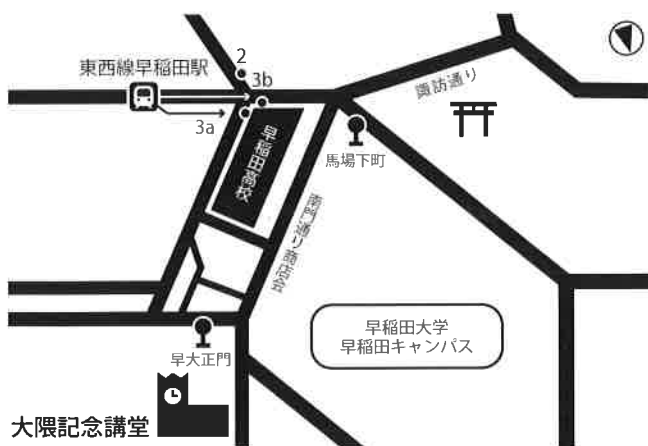 2
東西線早稲田駅
3b
3a
諏訪通り
早稲田高校
馬場下町
南門通り商店会
早稲田大学
早稲田キャンパス
早大正門
大隈記念講堂